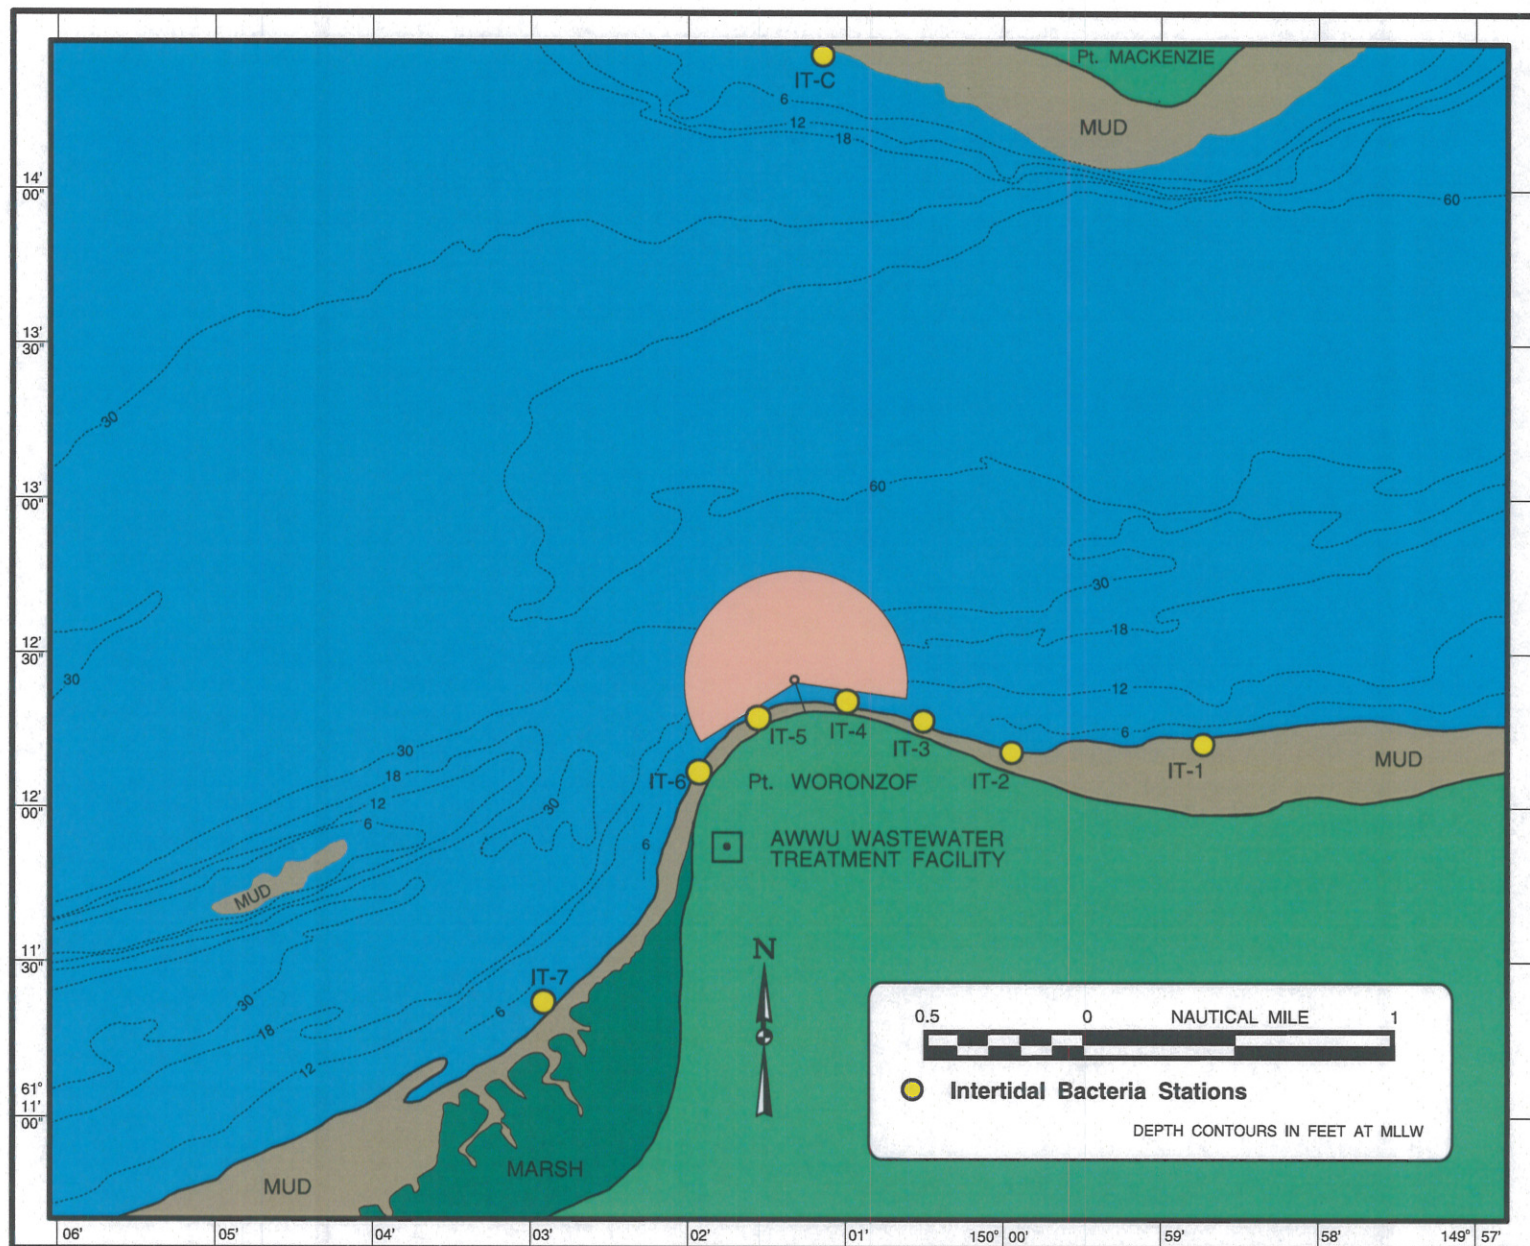 Pt. MACKENZIE
IT-C
6
12
18
MUD
14'
00"
60
13'
30"
30
13'
00"
60
30
12'
30"
18
30
12
6
IT-5
IT-4
IT-3
IT-2
IT-1
MUD
30
18
12
6
30
IT-6
Pt. WORONZOF
12'
00"
6
AWWU WASTEWATER
TREATMENT FACILITY
MUD
11'
30"
N
IT-7
30
18
12
6
0.5 0 NAUTICAL MILE 1
Intertidal Bacteria Stations
DEPTH CONTOURS IN FEET AT MLLW
61°
11'
00"
MARSH
MUD
06' 05' 04' 03' 02' 01' 150° 00' 59' 58' 149° 57'